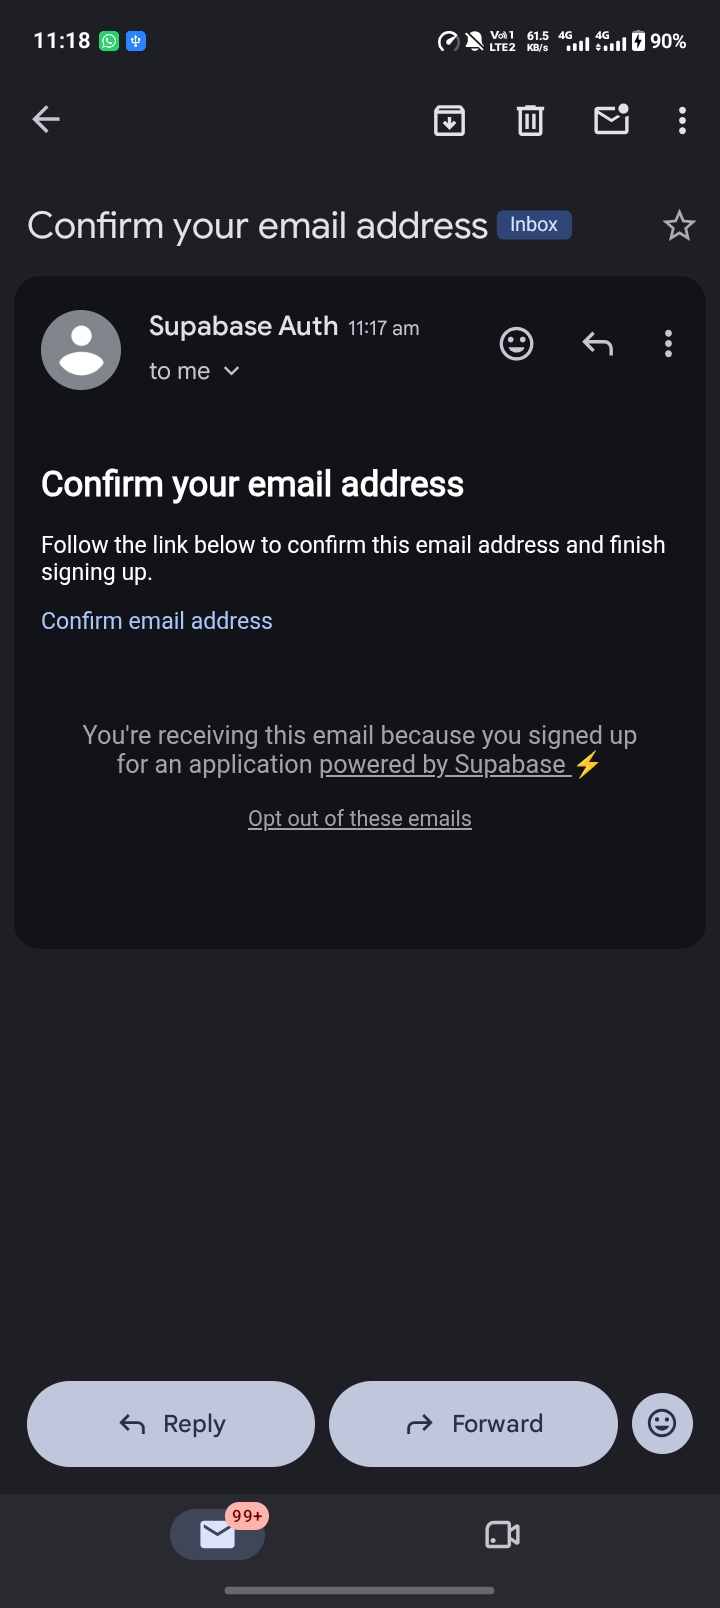 11:18
Vo) 1
LTE2
61.5
KB/s
4G
4G
90%
Confirm your email address
Inbox
Supabase Auth 11:17 am
to me
Confirm your email address
Follow the link below to confirm this email address and finish
signing up.
Confirm email address
You're receiving this email because you signed up
for an application powered by Supabase ⚡
Opt out of these emails
Reply
Forward
99+